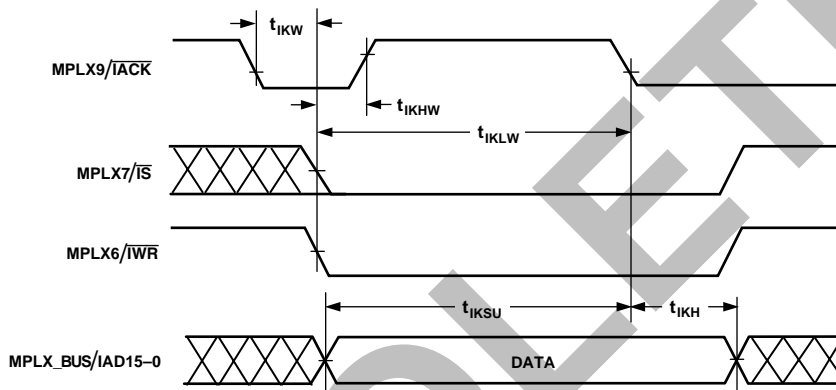 tIKW
MPLX9/IACK
tIKHW
tIKLW
MPLX7/IS
MPLX6/IWR
tIKSU
tIKH
MPLX_BUS/IAD15–0
DATA